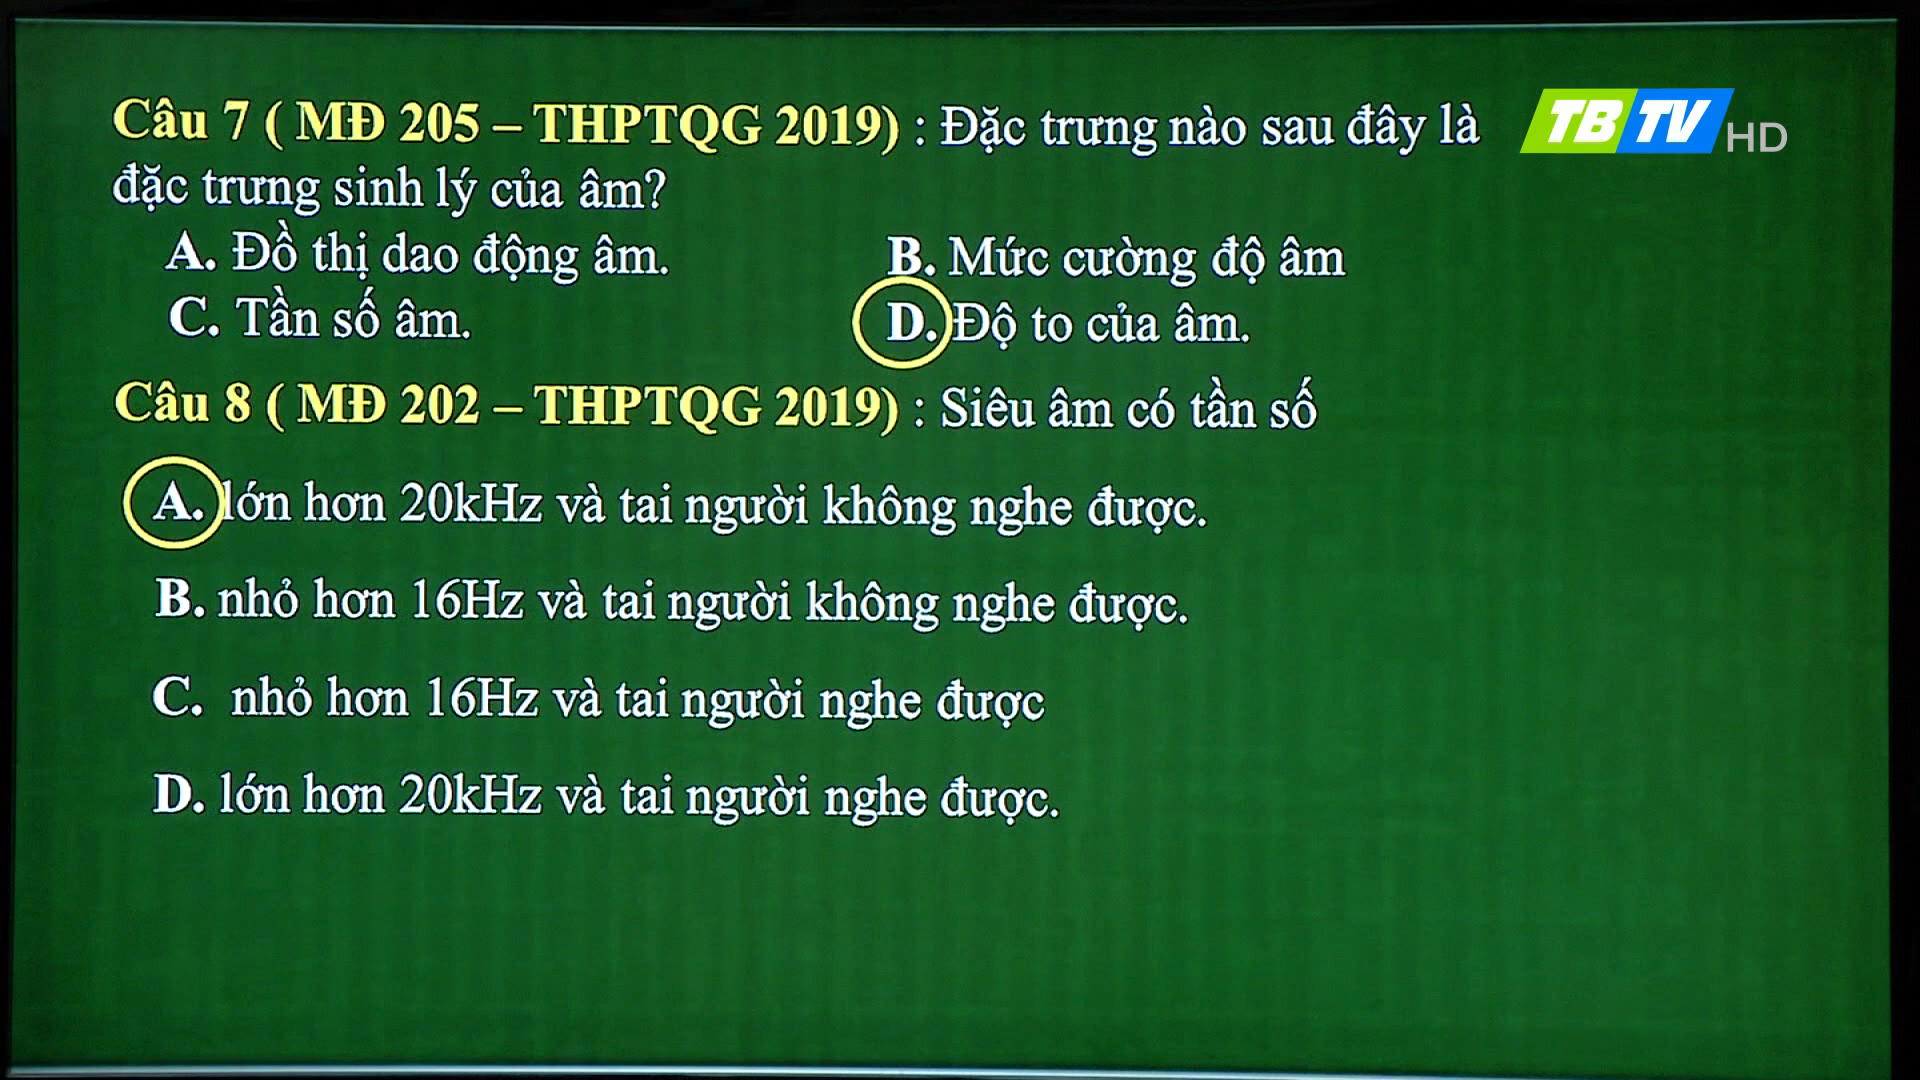 Câu 7 ( MĐ 205 – THPTQG 2019) : Đặc trưng nào sau đây là
đặc trưng sinh lý của âm?
A. Đồ thị dao động âm.
B. Mức cường độ âm
C. Tần số âm.
D. Độ to của âm.
Câu 8 ( MĐ 202 – THPTQG 2019) : Siêu âm có tần số
A. lớn hơn 20kHz và tai người không nghe được.
B. nhỏ hơn 16Hz và tai người không nghe được.
C. nhỏ hơn 16Hz và tai người nghe được
D. lớn hơn 20kHz và tai người nghe được.
TBTV HD